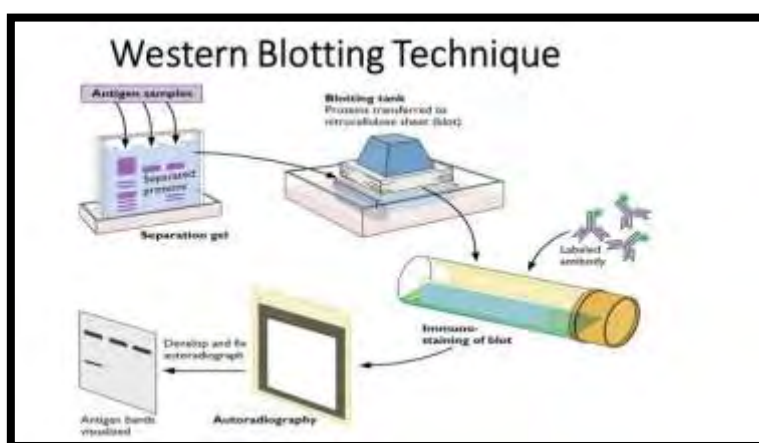 Western Blotting Technique
Antigen samples
Blotting tank
Proteins transferred to
nitrocellulose sheet (blot)
Separated
proteins
Separation gel
Labeled
antibody
Immuno-
staining of blot
Develop and fix
autoradiograph
Antigen bands
visualized
Autoradiography